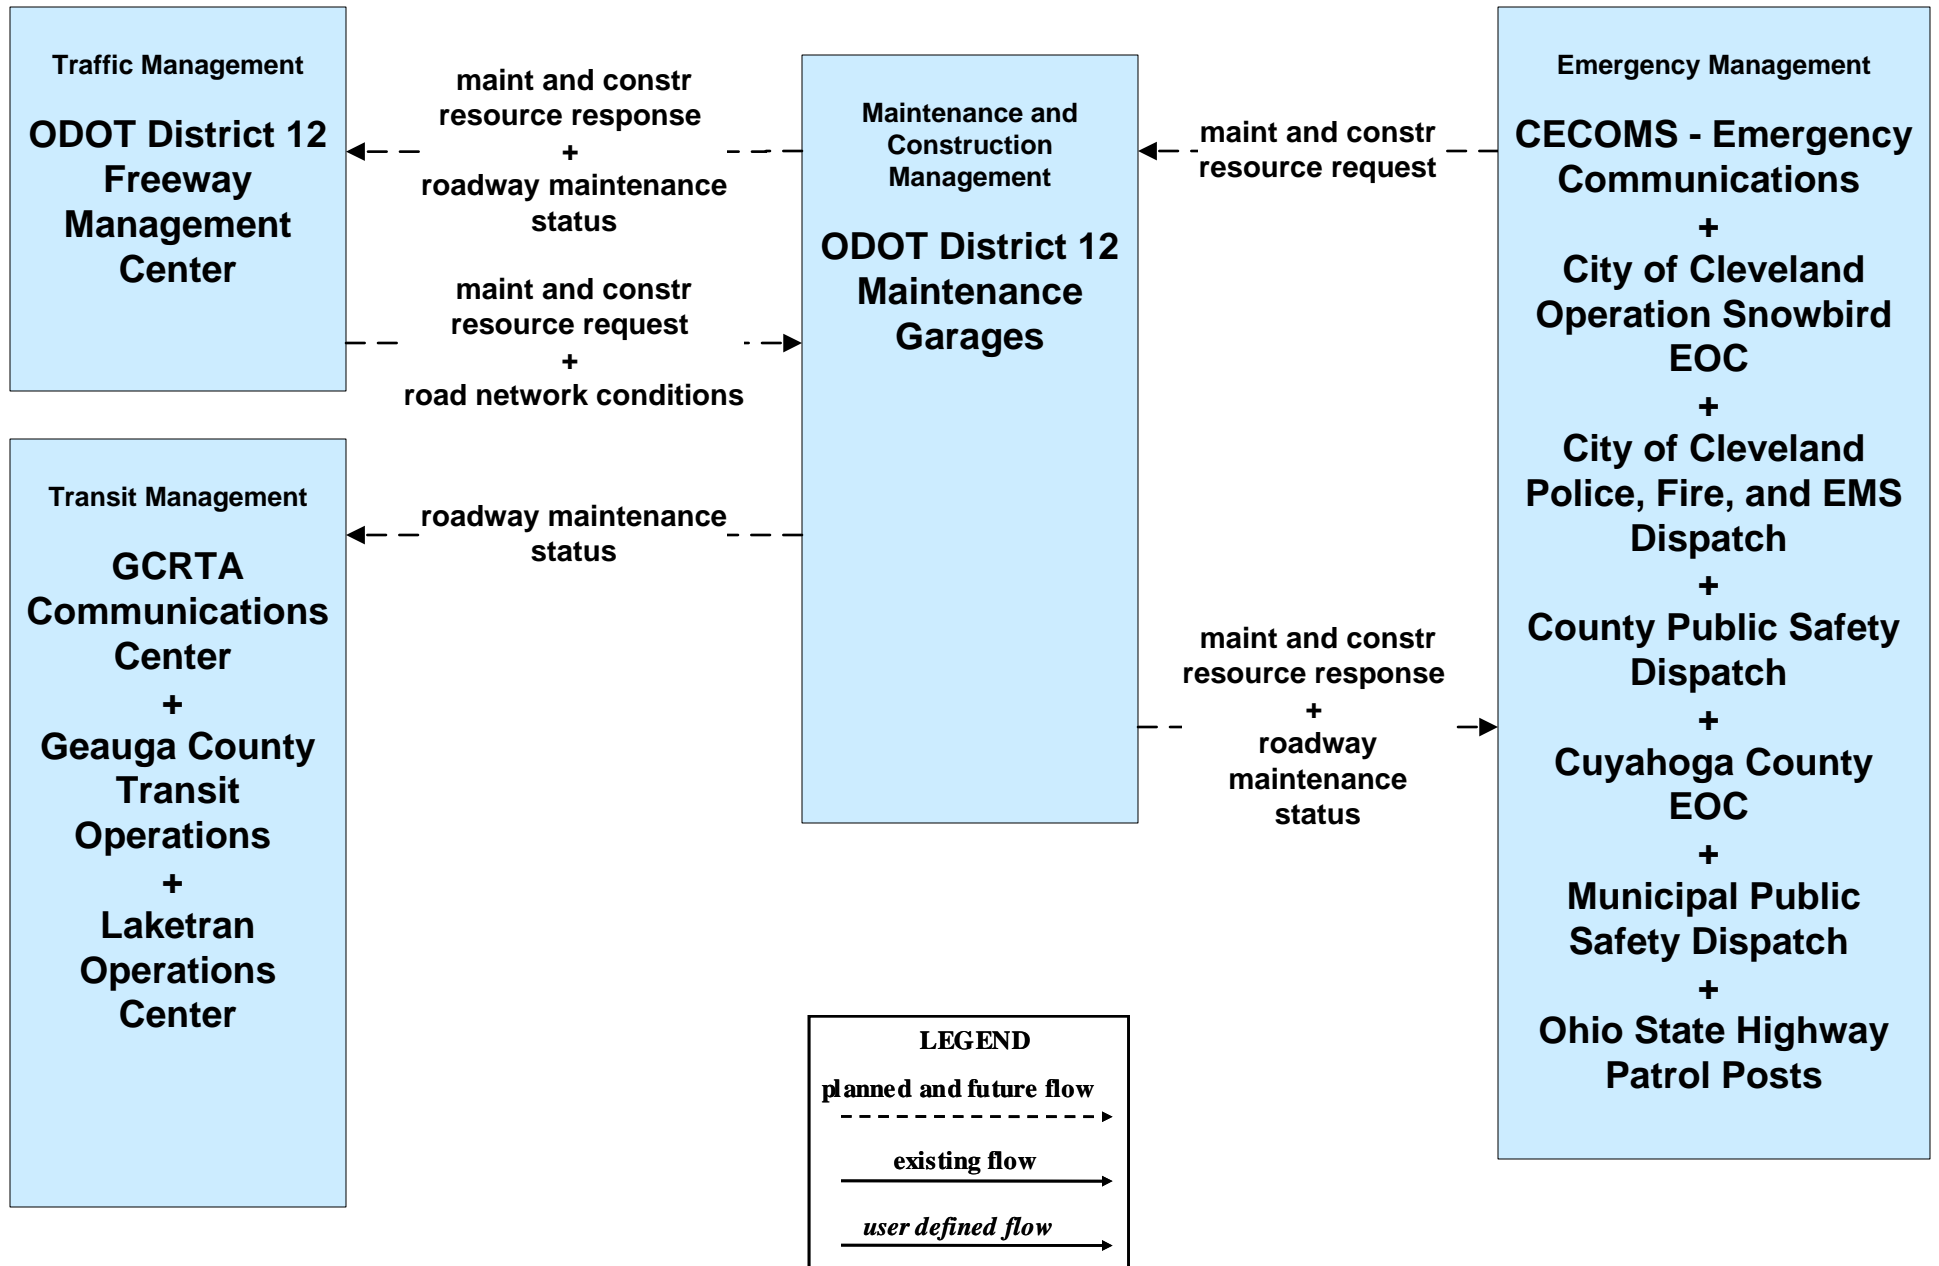 Traffic Management
ODOT District 12
Freeway
Management
Center
maint and constr
resource response
+
roadway maintenance
status
maint and constr
resource request
+
road network conditions
Transit Management
GCRTA
Communications
Center
+
Geauga County
Transit
Operations
+
Laketran
Operations
Center
roadway maintenance
status
Maintenance and
Construction
Management
ODOT District 12
Maintenance
Garages
maint and constr
resource request
maint and constr
resource response
+
roadway
maintenance
status
Emergency Management
CECOMS - Emergency
Communications
+
City of Cleveland
Operation Snowbird
EOC
+
City of Cleveland
Police, Fire, and EMS
Dispatch
+
County Public Safety
Dispatch
+
Cuyahoga County
EOC
+
Municipal Public
Safety Dispatch
+
Ohio State Highway
Patrol Posts
LEGEND
planned and future flow
existing flow
user defined flow